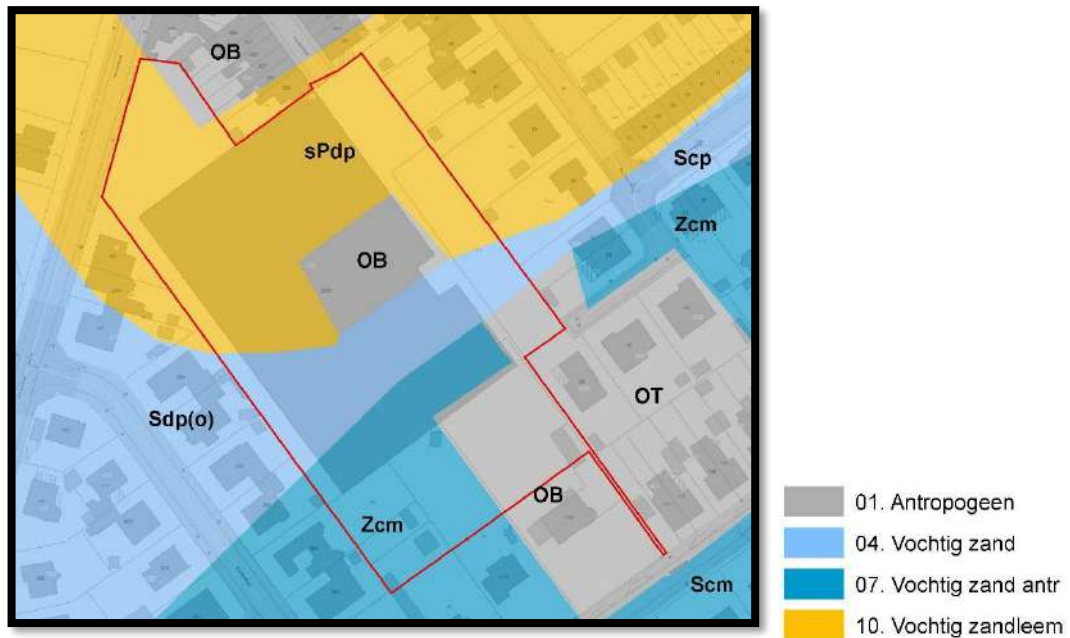 OB
sPdp
Scp
Zcm
OB
OT
Sdp(o)
OB
Zcm
Scm
01. Antropogeen
04. Vochtig zand
07. Vochtig zand antr
10. Vochtig zandleem